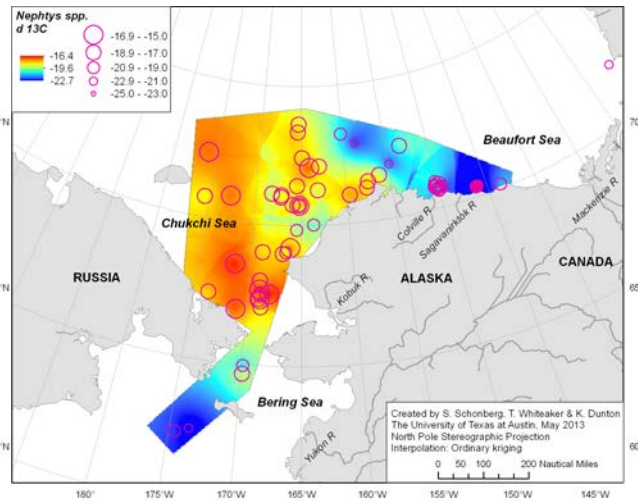 Nephtys spp.
d 13C
-16.4
-19.6
-22.7
-16.9 - -15.0
-18.9 - -17.0
-20.9 - -19.0
-22.9 - -21.0
-25.0 - -23.0
Beaufort Sea
Chukchi Sea
RUSSIA
ALASKA
CANADA
Colville R
Sagavanirktok R
Mackenzie R
Kobuk R
Yukon R
Bering Sea
°N
70
°N
65
°N
60
60°N
Created by S. Schonberg, T. Whiteaker & K. Dunton
The University of Texas at Austin, May 2013
North Pole Stereographic Projection
Interpolation: Ordinary kriging
0 50 100 200 Nautical Miles
180° 175°W 170°W 165°W 160°W 155°W 150°W 145°W